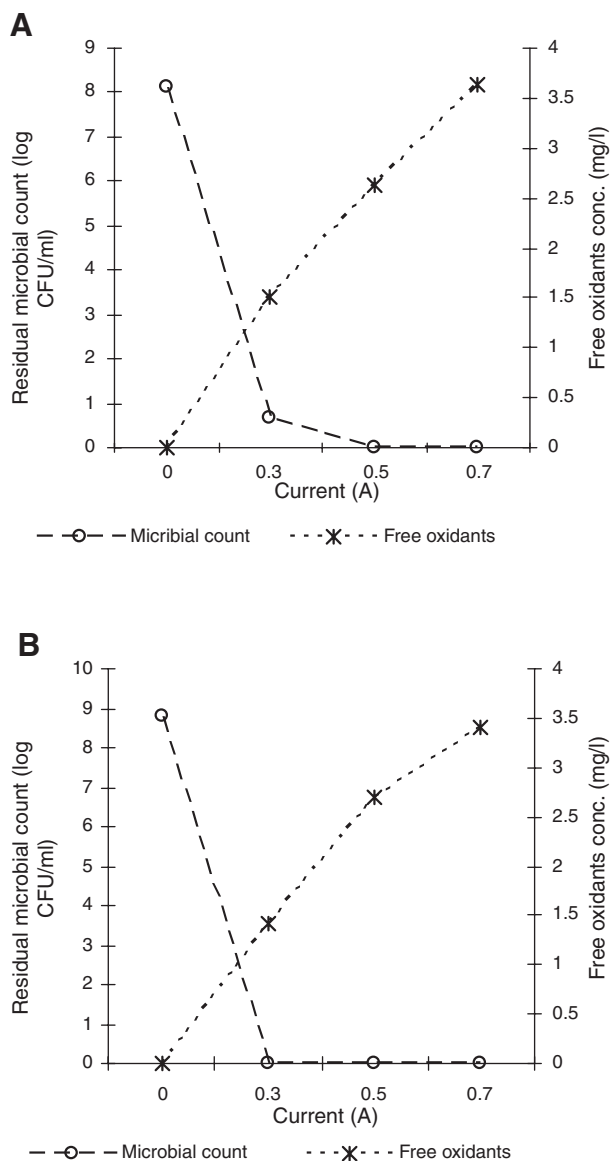 A
9
8
7
6
5
4
3
2
1
0
4
3.5
3
2.5
2
1.5
1
0.5
0
Residual microbial count (log
CFU/ml)
Free oxidants conc. (mg/l)
0 0.3 0.5 0.7
Current (A)
Micribial count Free oxidants
B
10
9
8
7
6
5
4
3
2
1
0
4
3.5
3
2.5
2
1.5
1
0.5
0
Residual microbial count (log
CFU/ml)
Free oxidants conc. (mg/l)
0 0.3 0.5 0.7
Current (A)
Microbial count Free oxidants